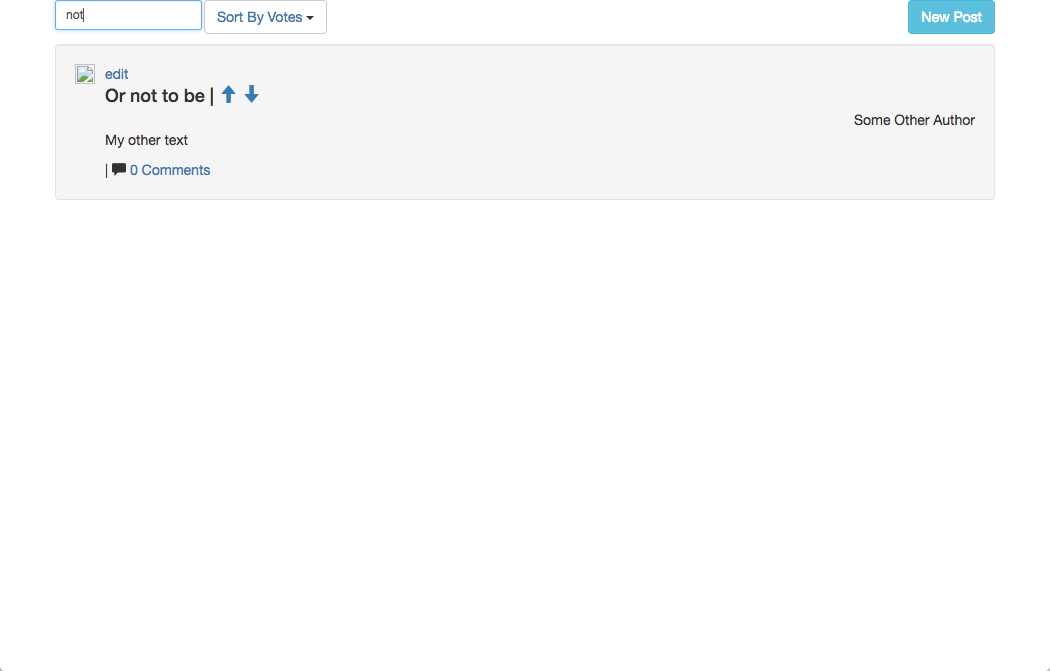 not Sort By Votes New Post
edit
Or not to be |
Some Other Author
My other text
| 0 Comments